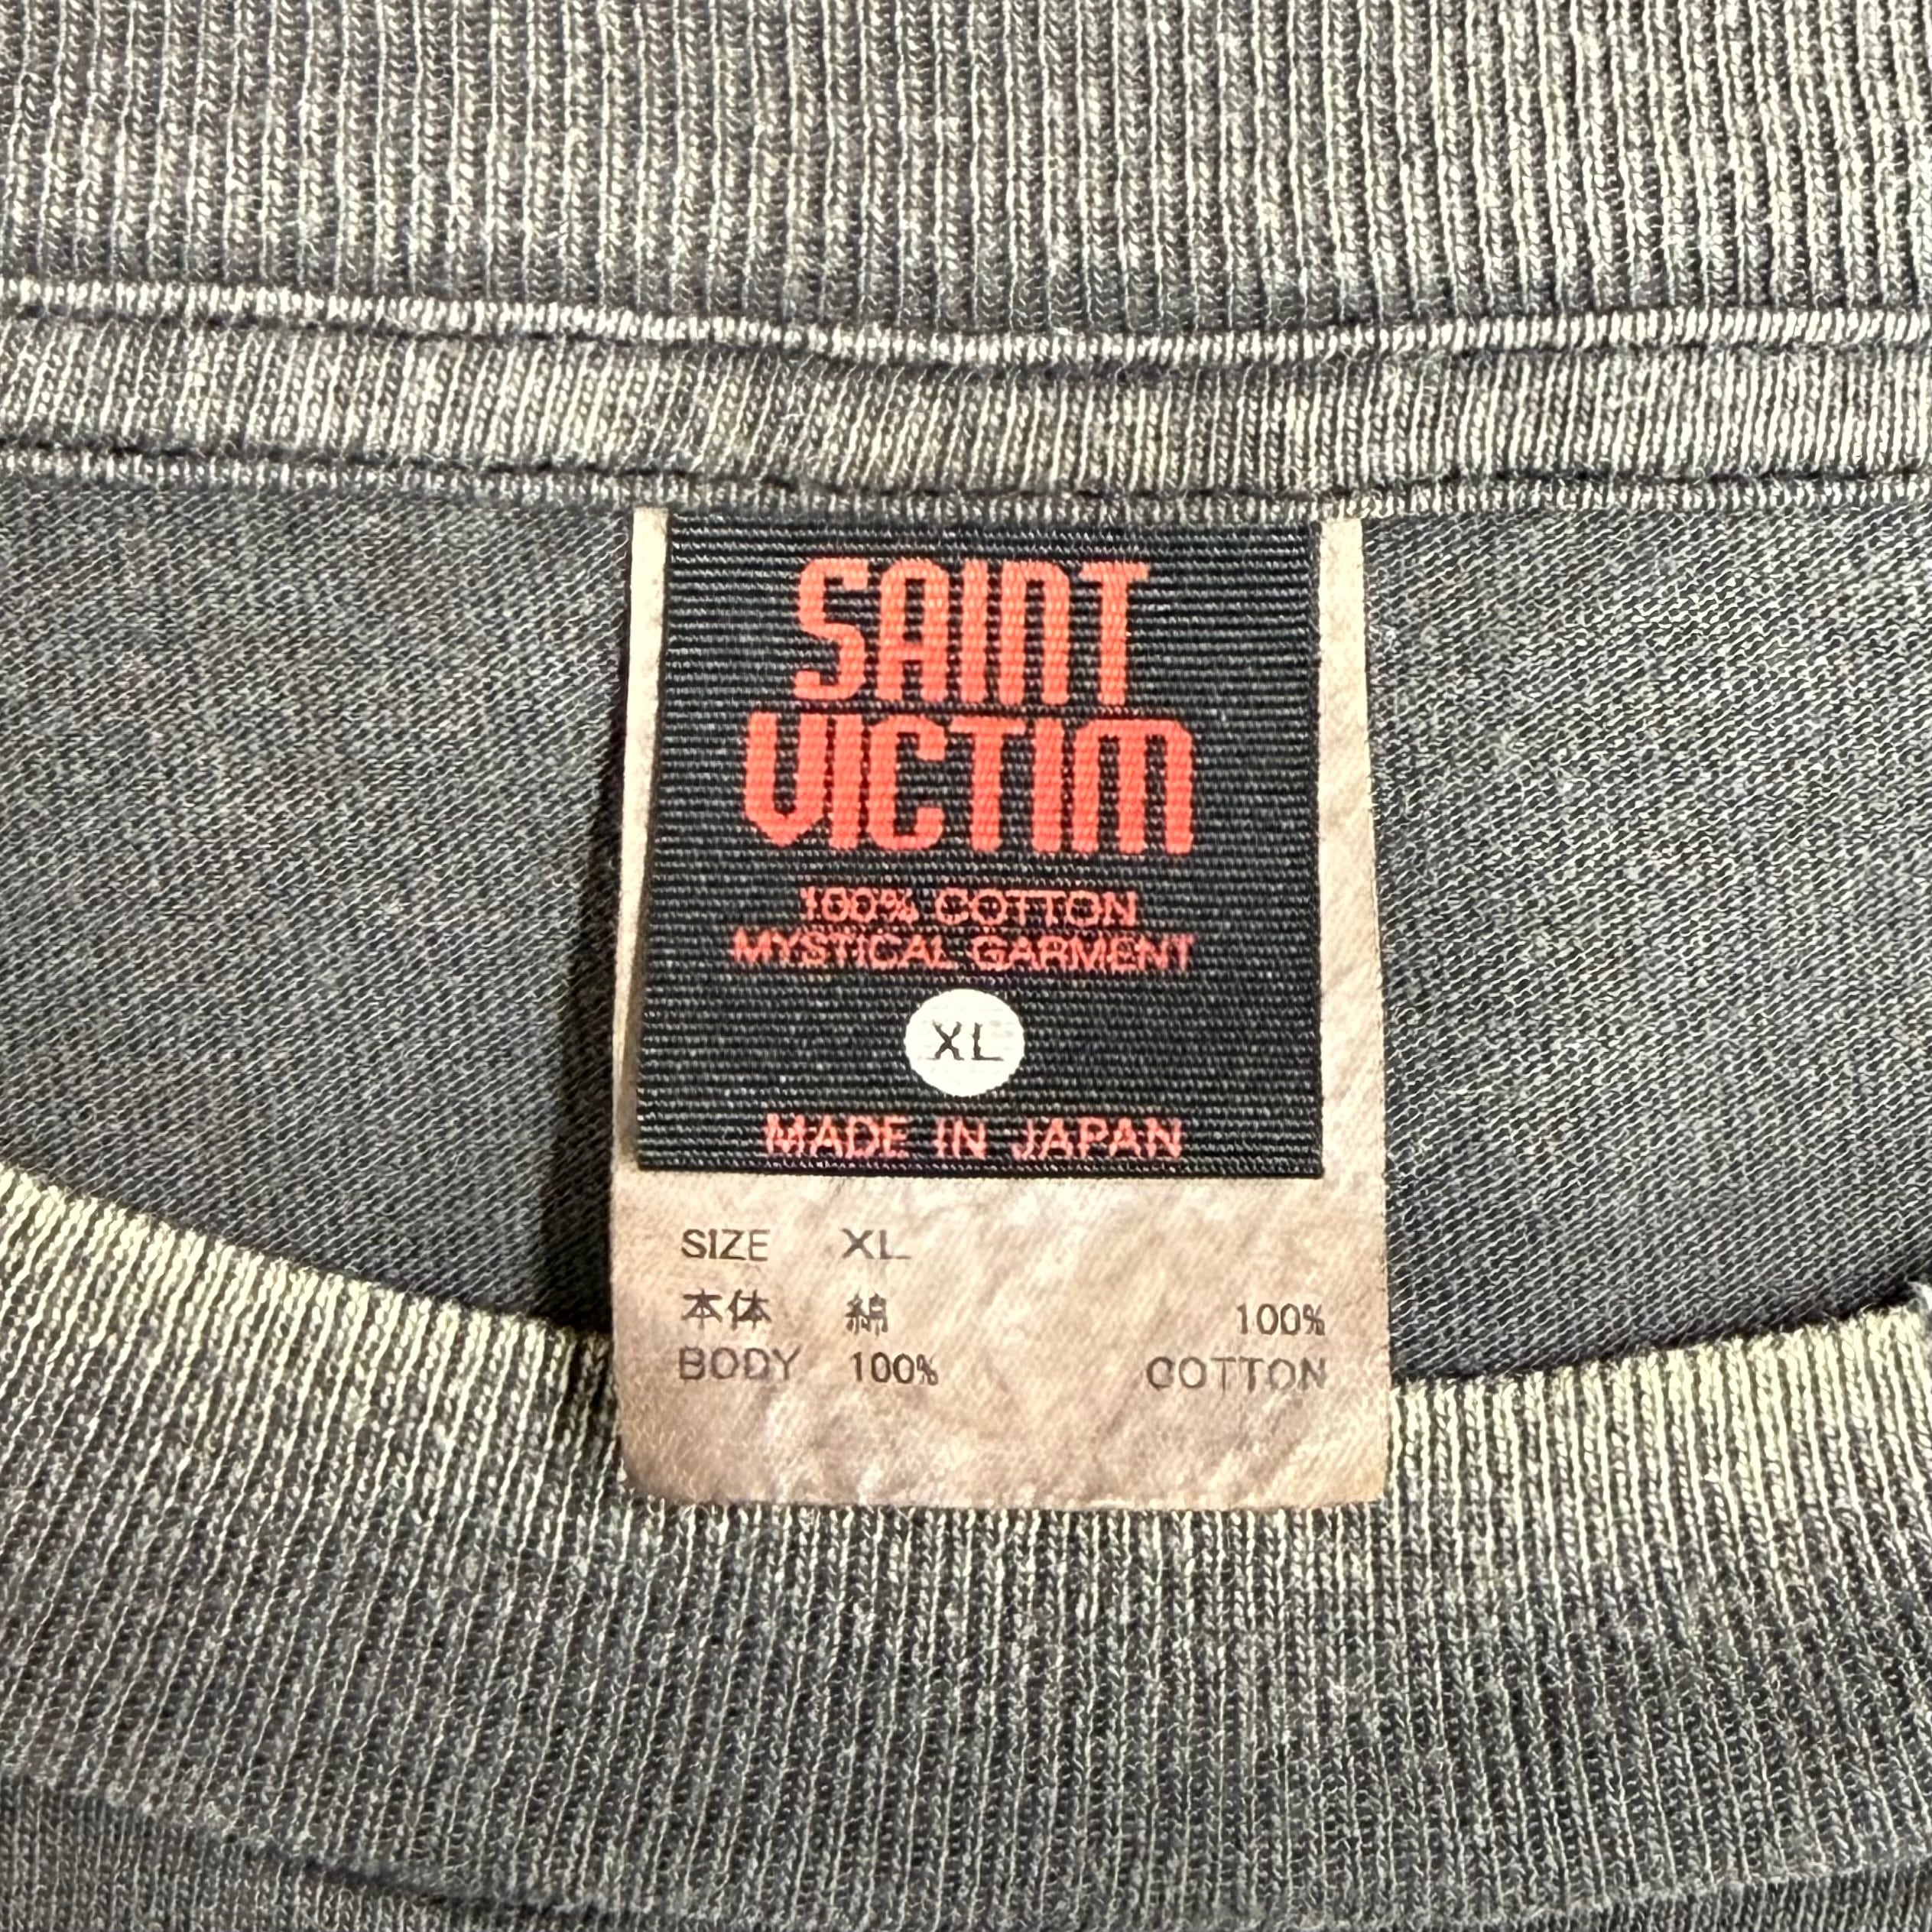 SAINT
VICTIM
100% COTTON
MYSTICAL GARMENT
XL
MADE IN JAPAN
SIZE XL
本体 綿 100%
BODY 100% COTTON